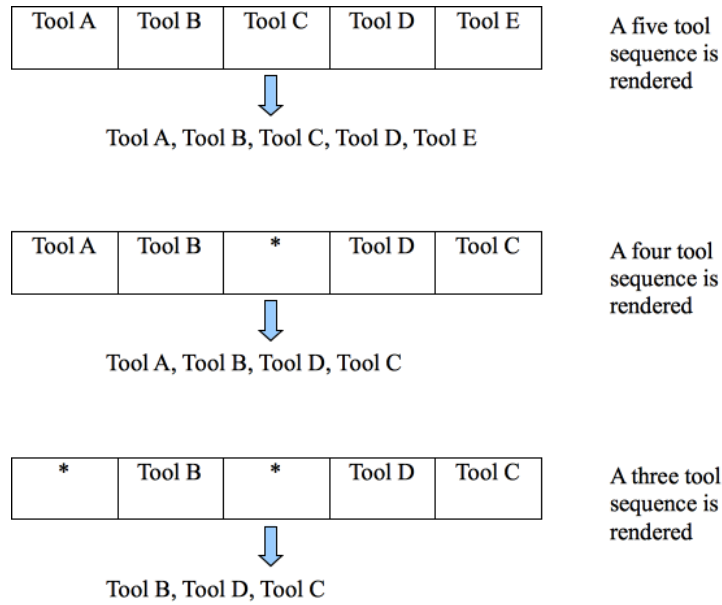 Tool A Tool B Tool C Tool D Tool E
A five tool
sequence is
rendered
Tool A, Tool B, Tool C, Tool D, Tool E
Tool A Tool B * Tool D Tool C
A four tool
sequence is
rendered
Tool A, Tool B, Tool D, Tool C
* Tool B * Tool D Tool C
A three tool
sequence is
rendered
Tool B, Tool D, Tool C